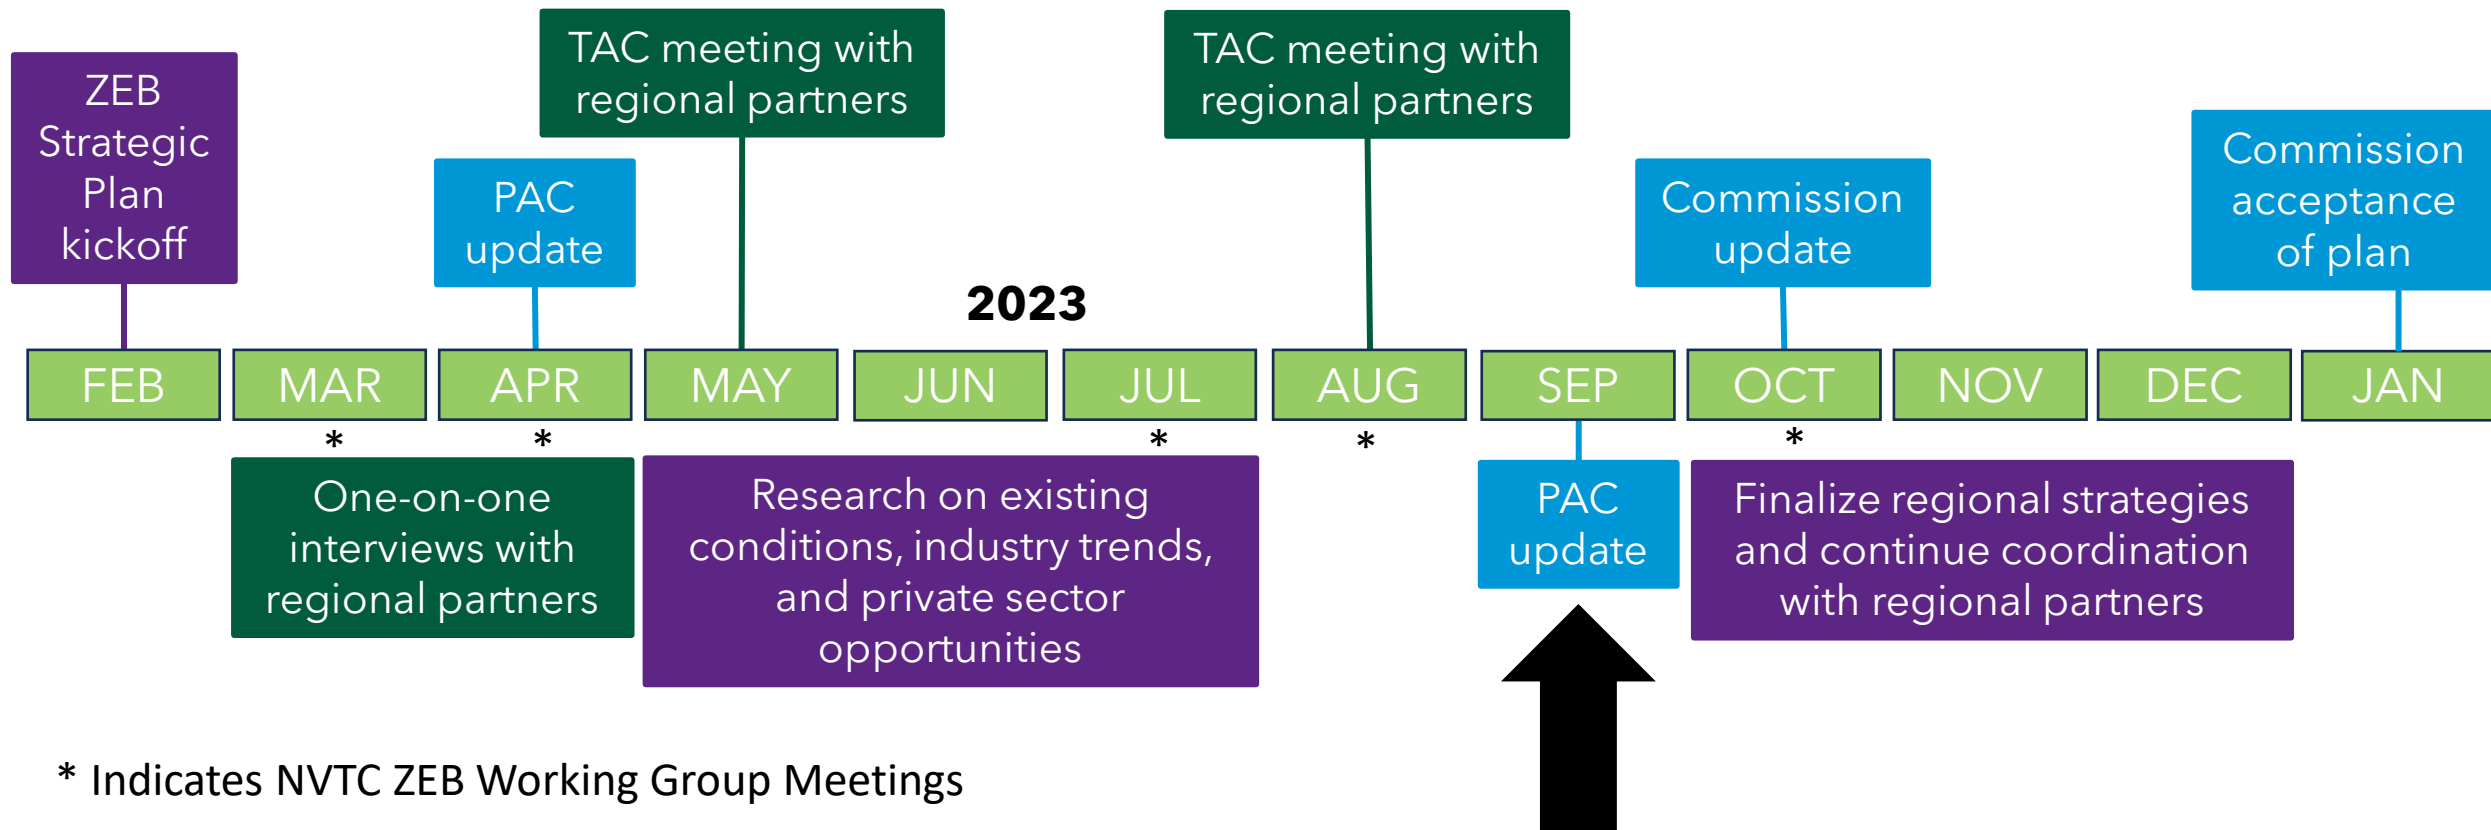 ZEB
Strategic
Plan
kickoff
PAC
update
TAC meeting with
regional partners
TAC meeting with
regional partners
Commission
update
Commission
acceptance
of plan
2023
FEB
MAR
APR
MAY
JUN
JUL
AUG
SEP
OCT
NOV
DEC
JAN
*
*
*
*
*
One-on-one
interviews with
regional partners
Research on existing
conditions, industry trends,
and private sector
opportunities
PAC
update
Finalize regional strategies
and continue coordination
with regional partners
* Indicates NVTC ZEB Working Group Meetings